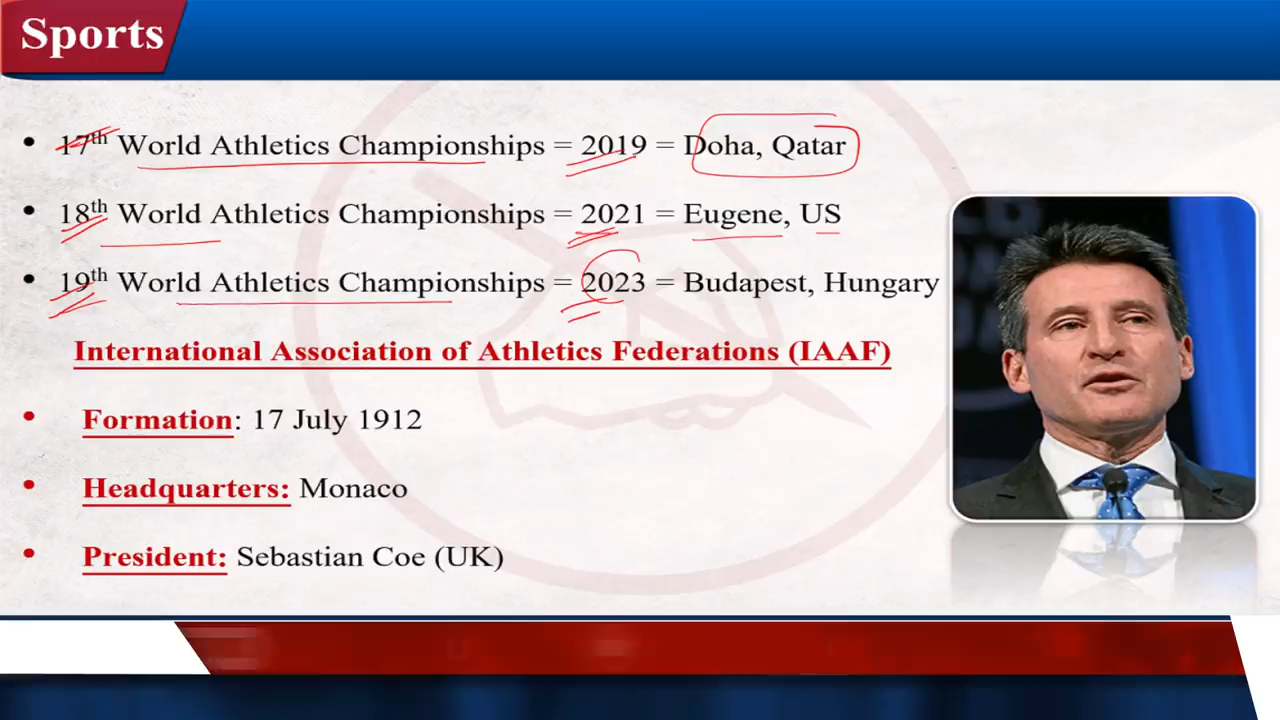 Sports
• 17th World Athletics Championships = 2019 = Doha, Qatar
• 18th World Athletics Championships = 2021 = Eugene, US
• 19th World Athletics Championships = 2023 = Budapest, Hungary
International Association of Athletics Federations (IAAF)
• Formation: 17 July 1912
• Headquarters: Monaco
• President: Sebastian Coe (UK)